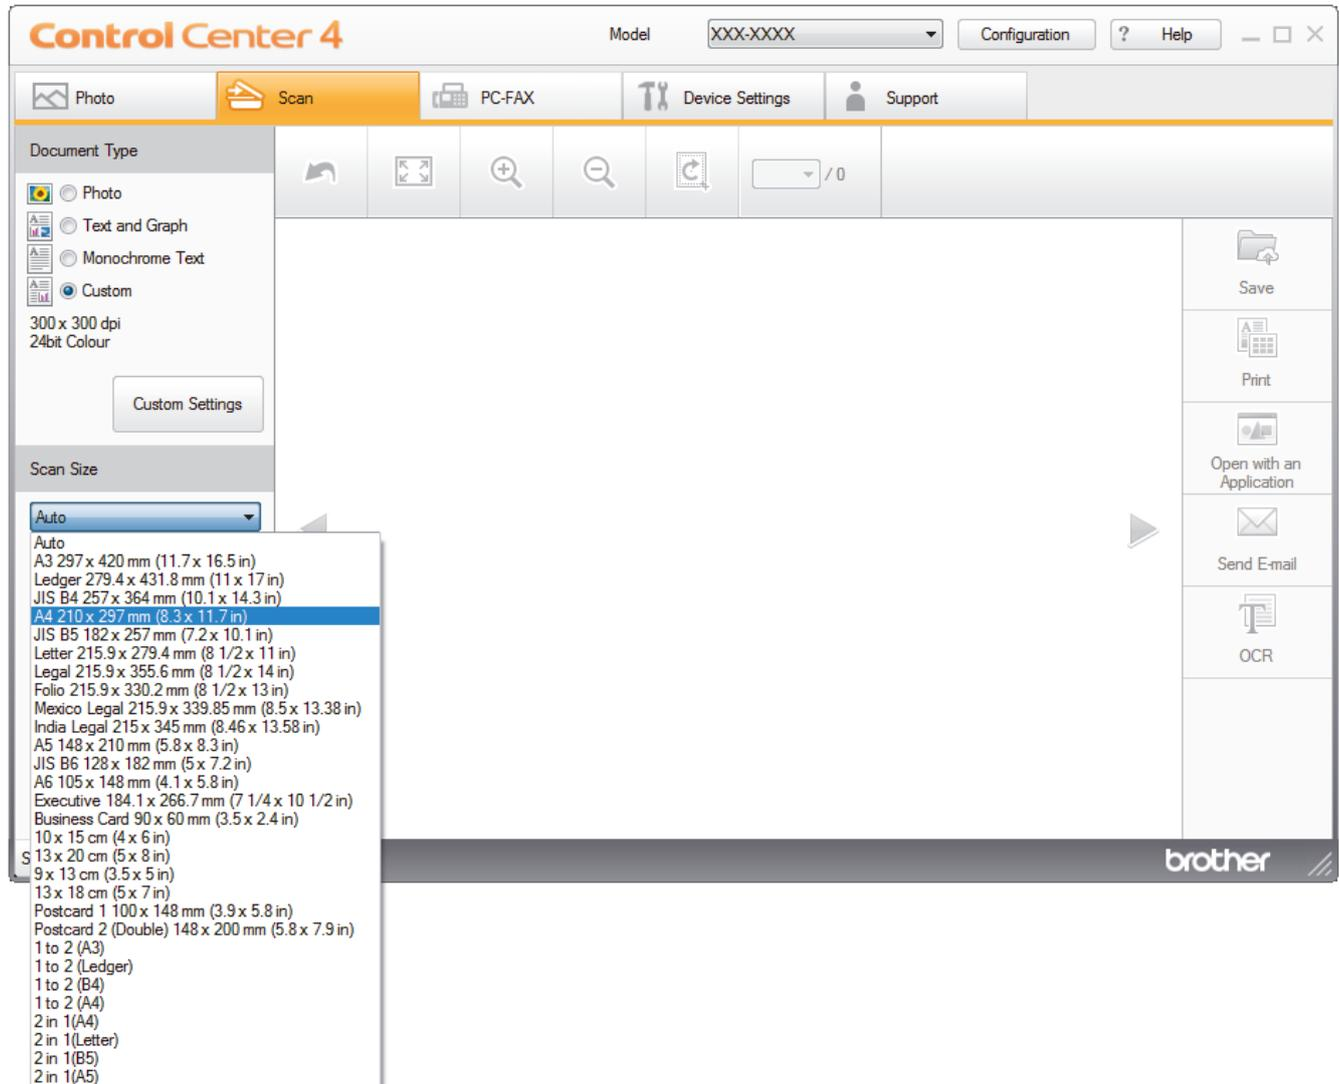 Control Center 4
Model
XXX-XXXX
Configuration
? Help
Photo
Scan
PC-FAX
Device Settings
Support
Document Type
Photo
Text and Graph
Monochrome Text
Custom
300 x 300 dpi
24bit Colour
Custom Settings
Scan Size
Auto
Auto
A3 297 x 420 mm (11.7 x 16.5 in)
Ledger 279.4 x 431.8 mm (11 x 17 in)
JIS B4 257 x 364 mm (10.1 x 14.3 in)
A4 210 x 297 mm (8.3 x 11.7 in)
JIS B5 182 x 257 mm (7.2 x 10.1 in)
Letter 215.9 x 279.4 mm (8 1/2 x 11 in)
Legal 215.9 x 355.6 mm (8 1/2 x 14 in)
Folio 215.9 x 330.2 mm (8 1/2 x 13 in)
Mexico Legal 215.9 x 339.85 mm (8.5 x 13.38 in)
India Legal 215 x 345 mm (8.46 x 13.58 in)
A5 148 x 210 mm (5.8 x 8.3 in)
JIS B6 128 x 182 mm (5 x 7.2 in)
A6 105 x 148 mm (4.1 x 5.8 in)
Executive 184.1 x 266.7 mm (7 1/4 x 10 1/2 in)
Business Card 90 x 60 mm (3.5 x 2.4 in)
10 x 15 cm (4 x 6 in)
13 x 20 cm (5 x 8 in)
9 x 13 cm (3.5 x 5 in)
13 x 18 cm (5 x 7 in)
Postcard 1 100 x 148 mm (3.9 x 5.8 in)
Postcard 2 (Double) 148 x 200 mm (5.8 x 7.9 in)
1 to 2 (A3)
1 to 2 (Ledger)
1 to 2 (B4)
1 to 2 (A4)
2 in 1(A4)
2 in 1(Letter)
2 in 1(B5)
2 in 1(A5)
/ 0
Save
Print
Open with an
Application
Send E-mail
OCR
brother